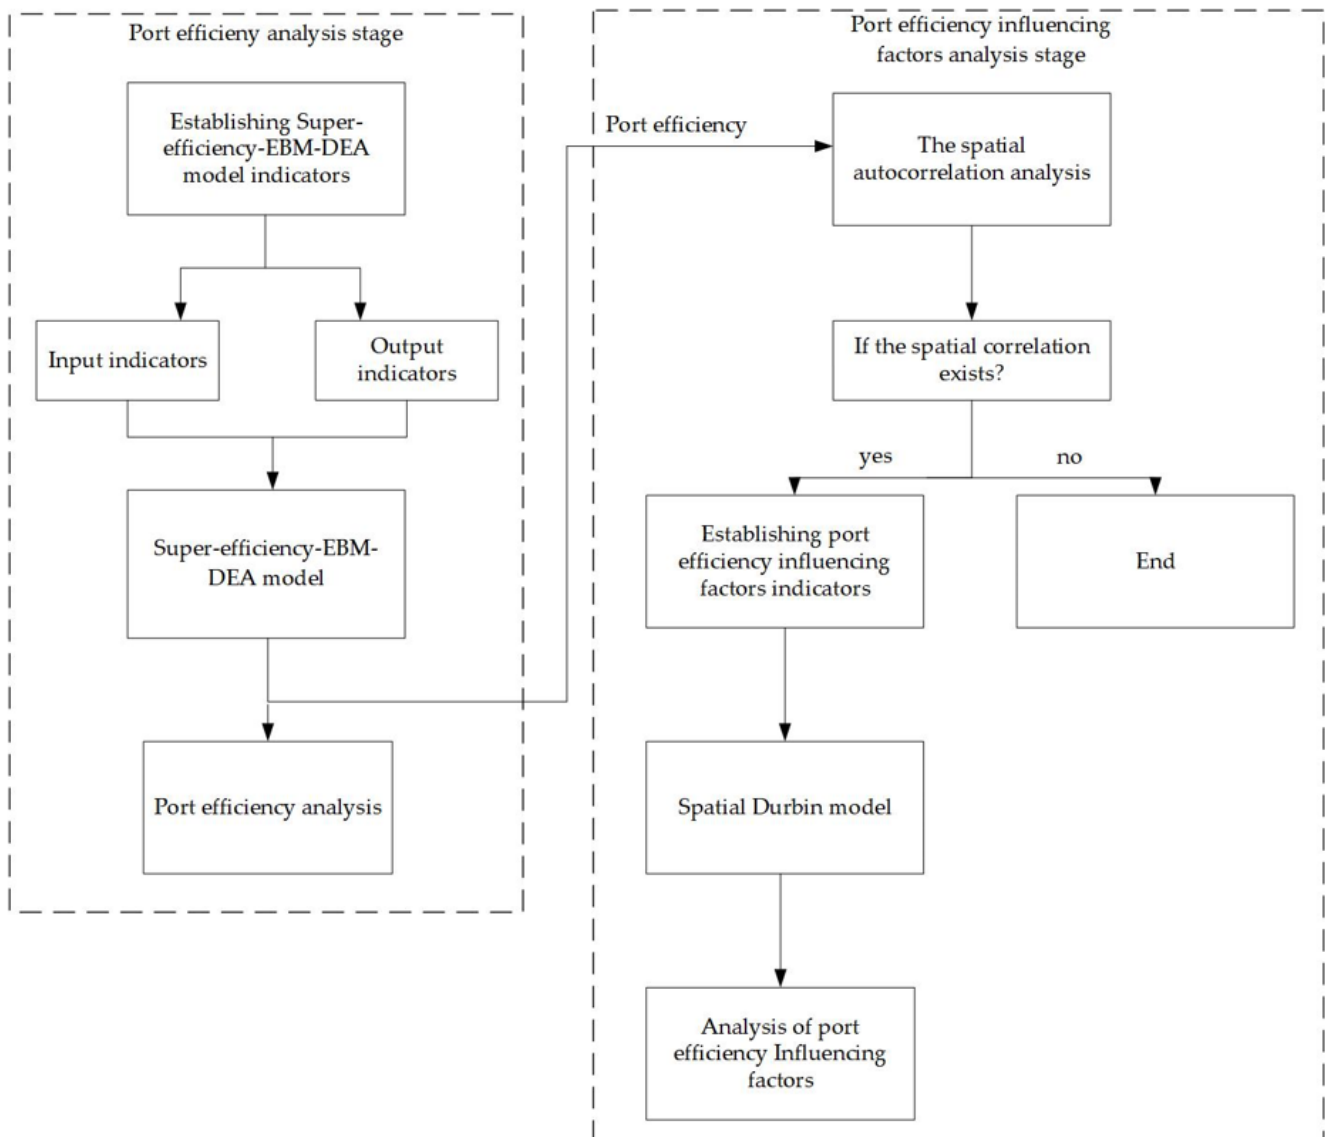 Port efficieny analysis stage
Establishing Super-
efficiency-EBM-DEA
model indicators
Input indicators
Output
indicators
Super-efficiency-EBM-
DEA model
Port efficiency analysis
Port efficiency influencing
factors analysis stage
Port efficiency
The spatial
autocorrelation analysis
If the spatial correlation
exists?
yes
no
Establishing port
efficiency influencing
factors indicators
End
Spatial Durbin model
Analysis of port
efficiency Influencing
factors